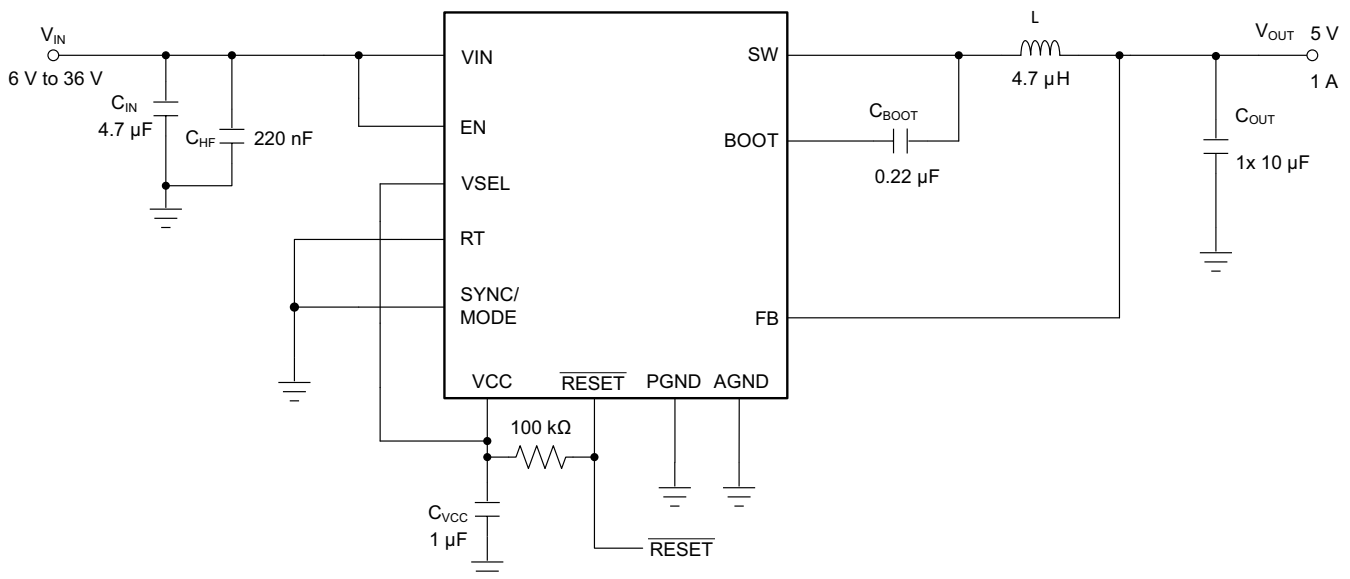 V_IN
6 V to 36 V
C_IN
4.7 µF
C_HF
220 nF
VIN
EN
VSEL
RT
SYNC/
MODE
VCC
RESET
PGND
AGND
SW
BOOT
FB
C_BOOT
0.22 µF
L
4.7 µH
V_OUT 5 V
1 A
C_OUT
1x 10 µF
100 kΩ
C_VCC
1 µF
RESET